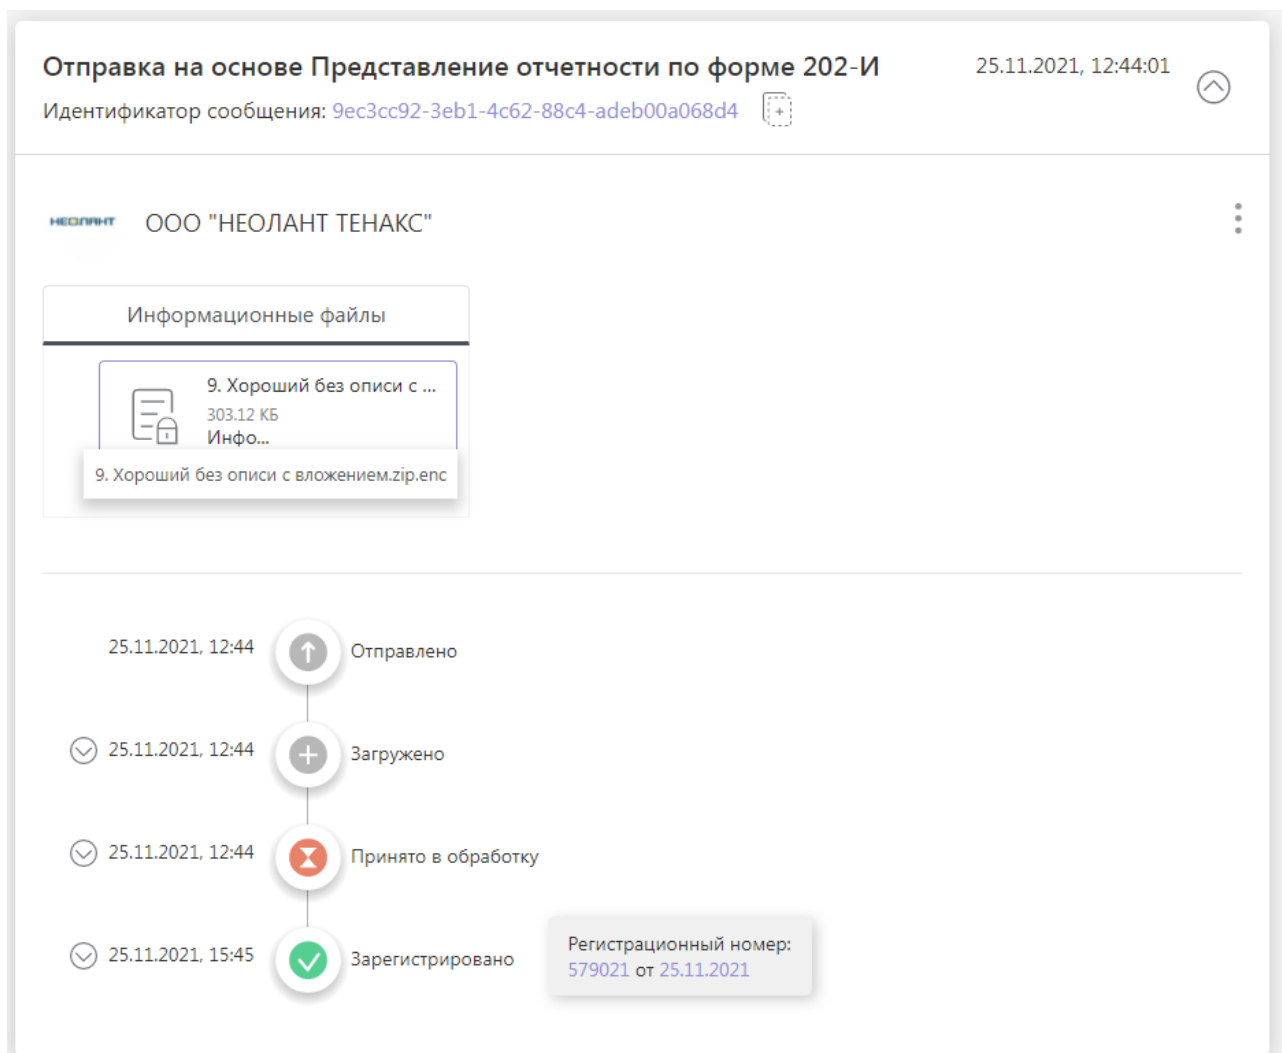 Отправка на основе Представление отчетности по форме 202-И
25.11.2021, 12:44:01
Идентификатор сообщения: 9ec3cc92-3eb1-4c62-88c4-adeb00a068d4
НЕОЛАНТ
ООО "НЕОЛАНТ ТЕНАКС"
Информационные файлы
9. Хороший без описи с ...
303.12 КБ
Инфо...
9. Хороший без описи с вложением.zip.enc
25.11.2021, 12:44 Отправлено
25.11.2021, 12:44 Загружено
25.11.2021, 12:44 Принято в обработку
25.11.2021, 15:45 Зарегистрировано
Регистрационный номер:
579021 от 25.11.2021